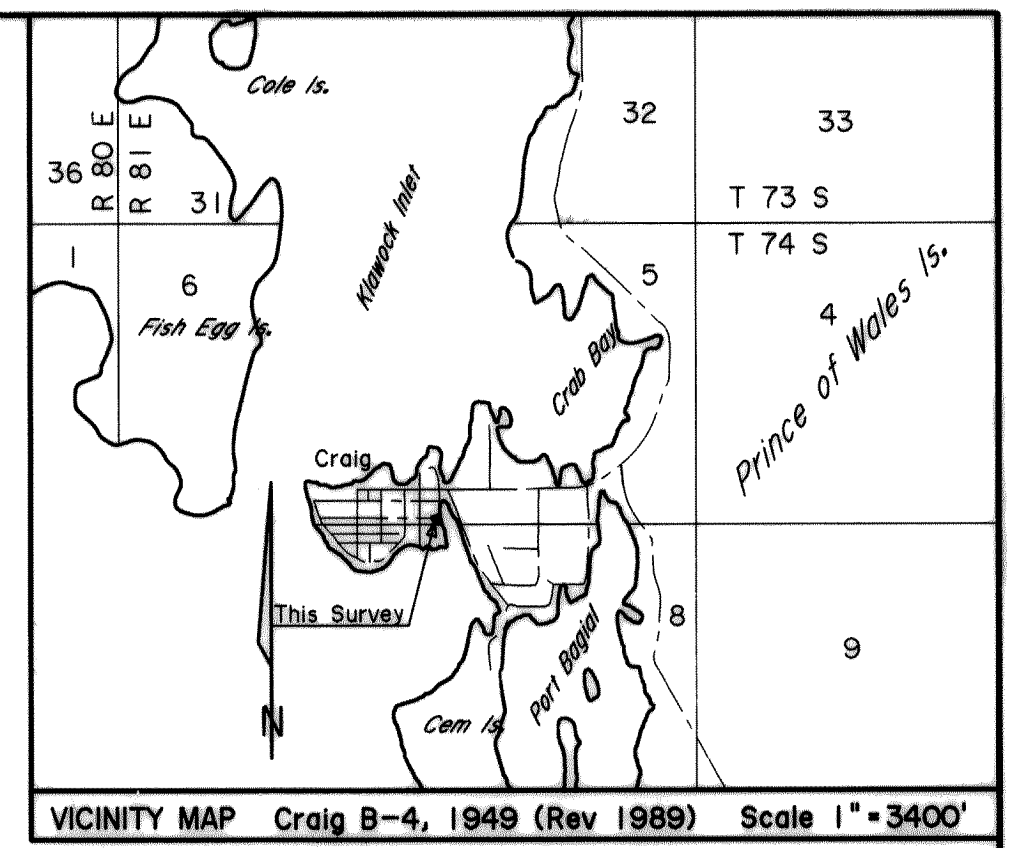 Cole Is.
32
33
36
R 80 E
R 81 E
31
T 73 S
T 74 S
1
6
5
4
Klawock Inlet
Fish Egg Is.
Prince of Wales Is.
Crab Bay
Craig
This Survey
8
9
Port Bagial
Cem Is.
N
VICINITY MAP Craig B-4, 1949 (Rev 1989) Scale 1" = 3400'